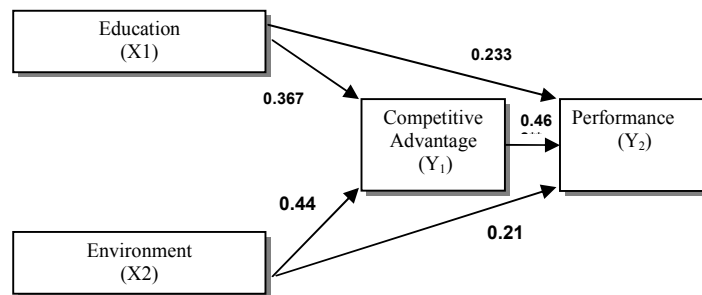 Education
(X1)
0.233
0.367
Competitive
Advantage
(Y₁)
0.46
Performance
(Y₂)
0.44
0.21
Environment
(X2)